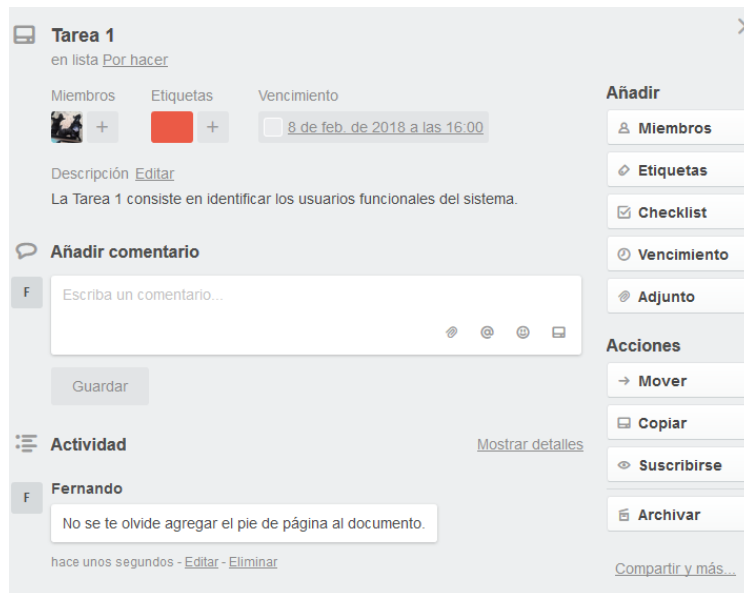 Tarea 1
en lista Por hacer
Miembros Etiquetas Vencimiento
+ + 8 de feb. de 2018 a las 16:00
Descripción Editar
La Tarea 1 consiste en identificar los usuarios funcionales del sistema.
Añadir comentario
F
Escriba un comentario...
@
Guardar
Actividad Mostrar detalles
F
Fernando
No se te olvide agregar el pie de página al documento.
hace unos segundos - Editar - Eliminar
Añadir
Miembros
Etiquetas
Checklist
Vencimiento
Adjunto
Acciones
Mover
Copiar
Suscribirse
Archivar
Compartir y más...